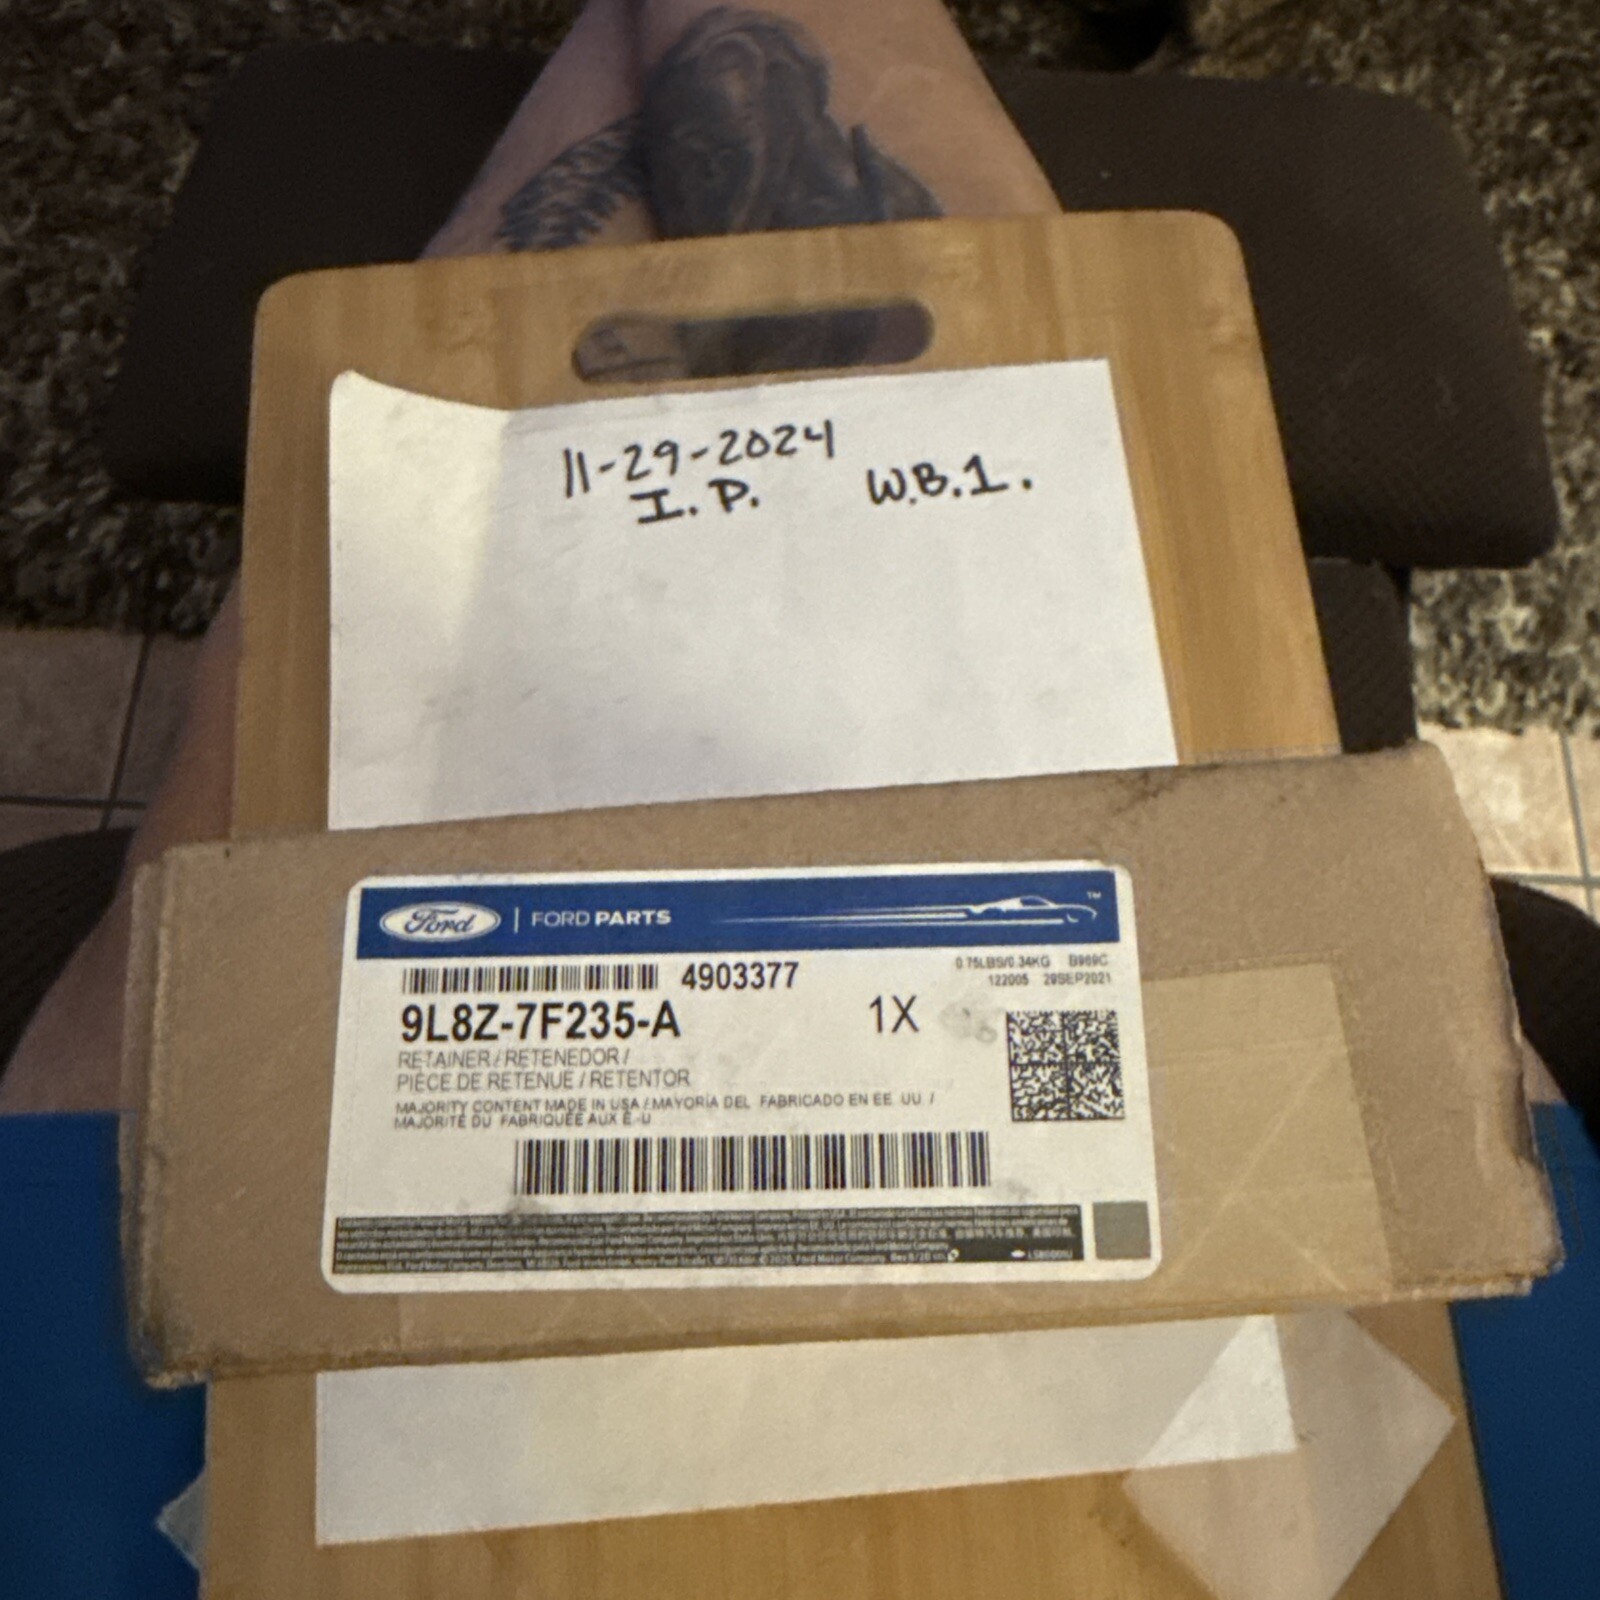 11-29-2024
I. P. W.B.1.
Ford | FORD PARTS ™
4903377
0.75LBS/0.34KG B969C
122005 29SEP2021
9L8Z-7F235-A 1X
RETAINER / RETENEDOR /
PIÈCE DE RETENUE / RETENTOR
MAJORITY CONTENT MADE IN USA / MAYORÍA DEL FABRICADO EN EE. UU. /
MAJORITÉ DU FABRIQUÉE AUX É.-U.